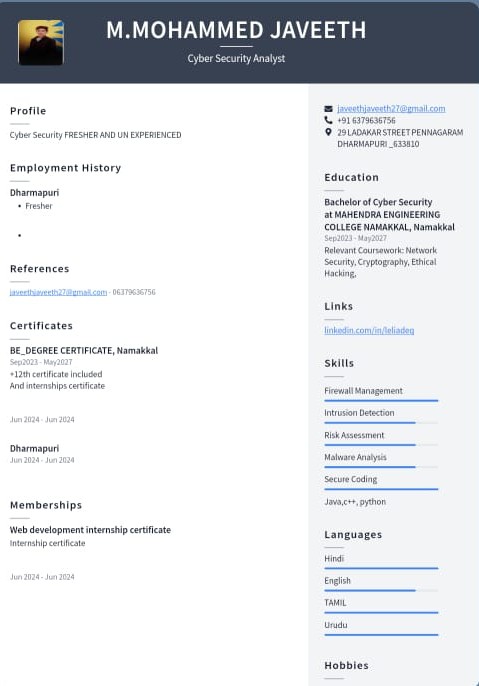 M.MOHAMMED JAVEETH
Cyber Security Analyst
Profile
Cyber Security FRESHER AND UN EXPERIENCED
Employment History
Dharmapuri
• Fresher
•
References
javeethjaveeth27@gmail.com · 06379636756
Certificates
BE_DEGREE CERTIFICATE, Namakkal
Sep2023 - May2027
+12th certificate included
And internships certificate
Jun 2024 - Jun 2024
Dharmapuri
Jun 2024 - Jun 2024
Memberships
Web development internship certificate
Internship certificate
Jun 2024 - Jun 2024
javeethjaveeth27@gmail.com
+91 6379636756
29 LADAKAR STREET PENNAGARAM
DHARMAPURI _633810
Education
Bachelor of Cyber Security
at MAHENDRA ENGINEERING
COLLEGE NAMAKKAL, Namakkal
Sep2023 - May2027
Relevant Coursework: Network
Security, Cryptography, Ethical
Hacking,
Links
linkedin.com/in/leliadeq
Skills
Firewall Management
Intrusion Detection
Risk Assessment
Malware Analysis
Secure Coding
Java,c++, python
Languages
Hindi
English
TAMIL
Urudu
Hobbies